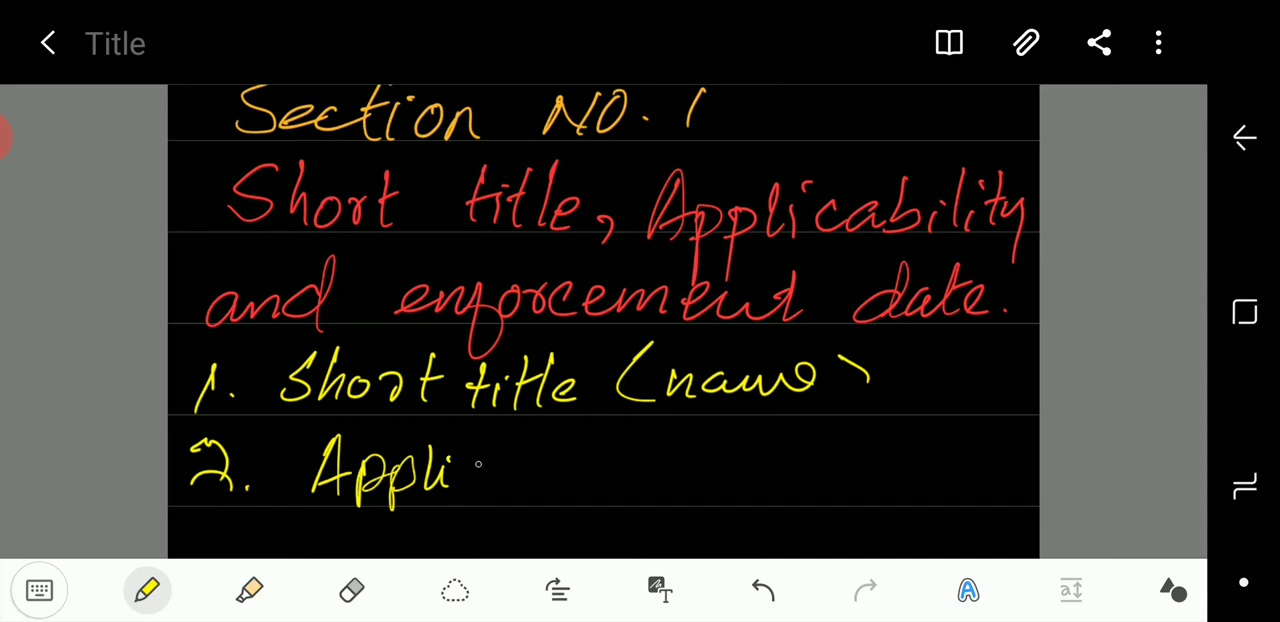 Title
Section NO. 1
Short title, Applicability
and enforcement date.
1. Short title (name)
2. Appli